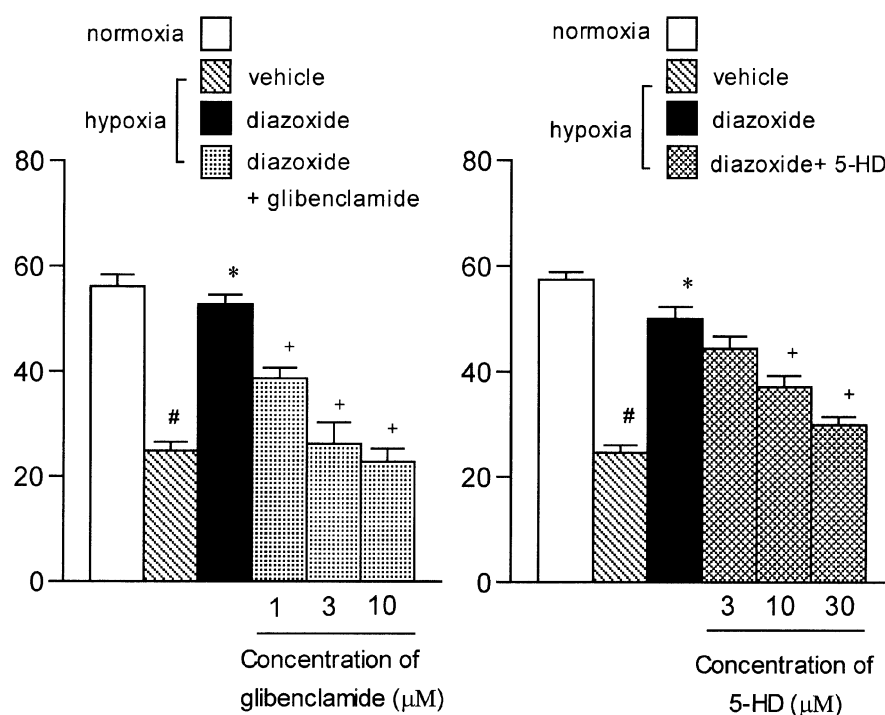 normoxia
vehicle
hypoxia
diazoxide
diazoxide
+ glibenclamide
80
60
40
20
0
#
*
+
+
+
1 3 10
Concentration of
glibenclamide (μM)
normoxia
vehicle
hypoxia
diazoxide
diazoxide+ 5-HD
80
60
40
20
0
#
*
+
+
3 10 30
Concentration of
5-HD (μM)